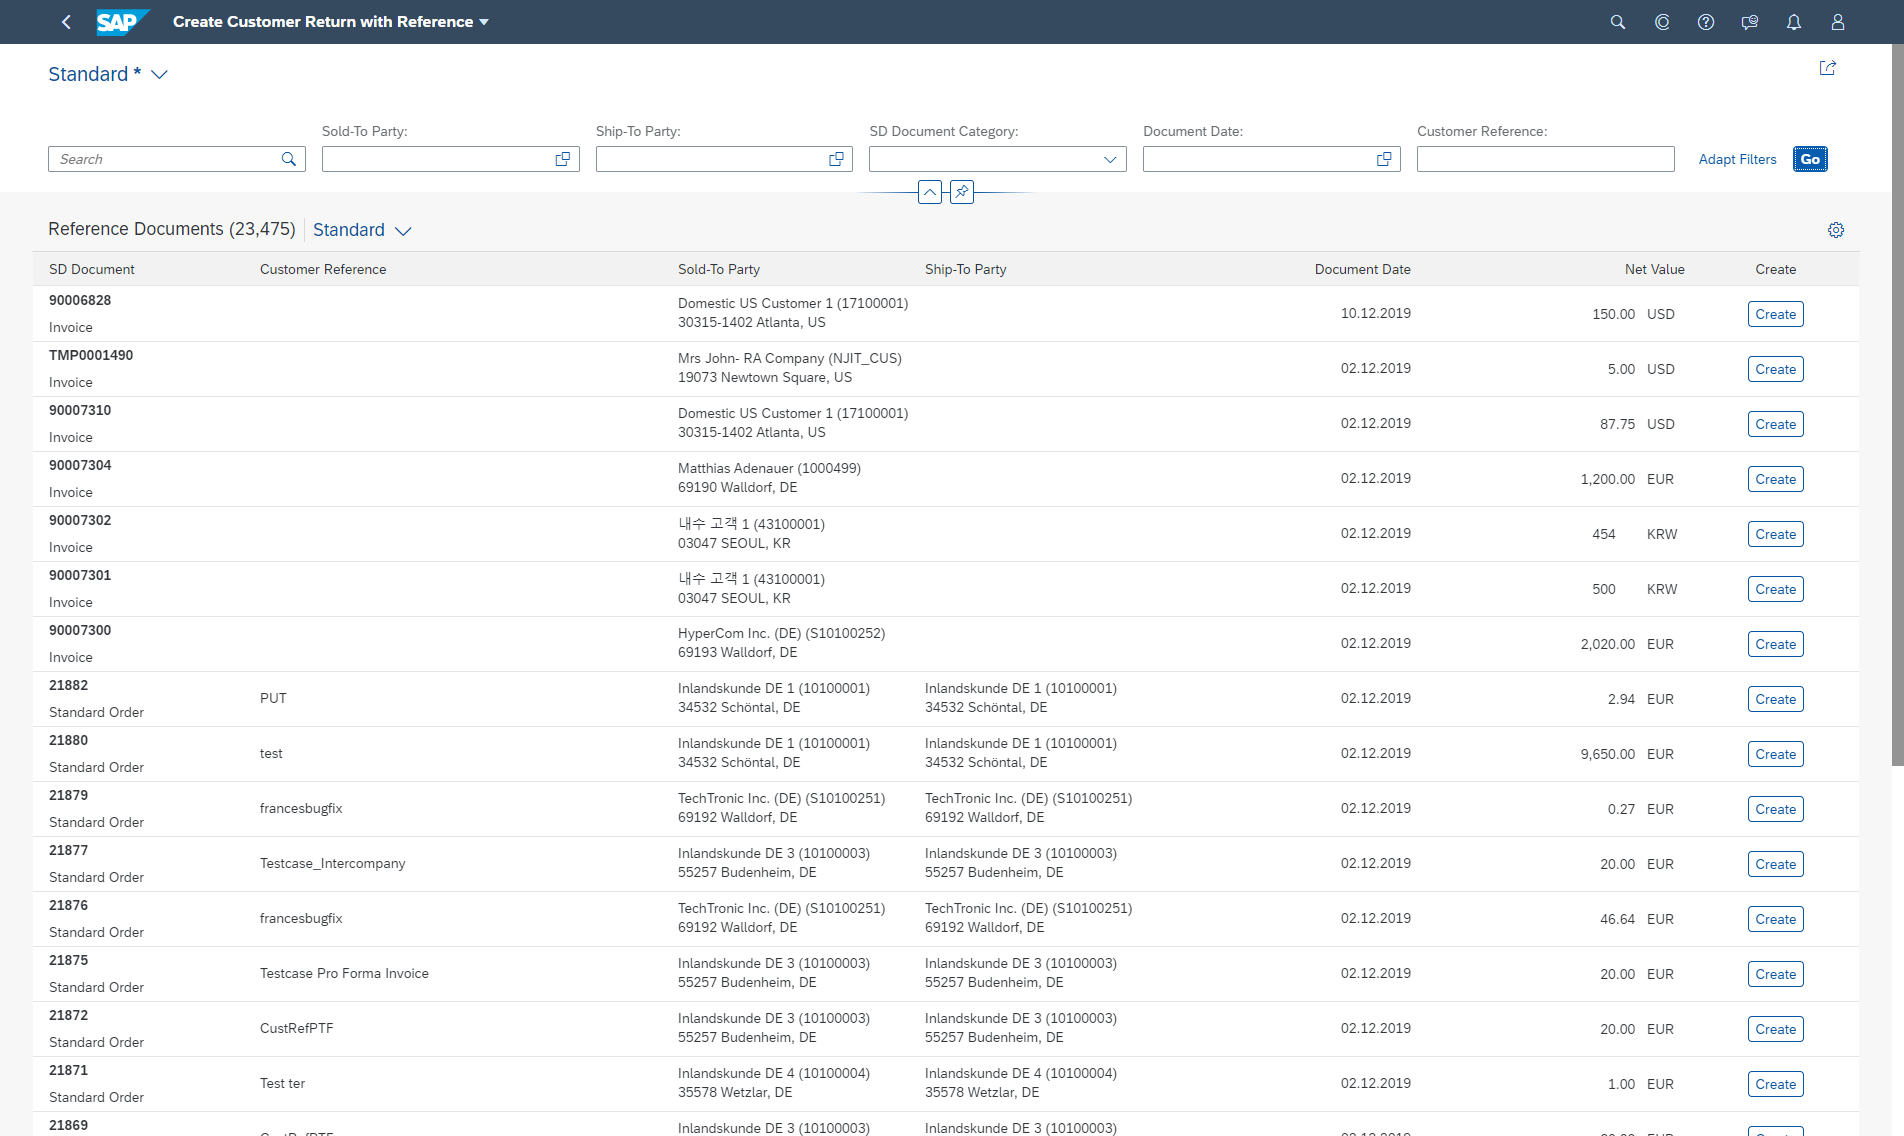 SAP Create Customer Return with Reference
Standard *
Sold-To Party: Ship-To Party: SD Document Category: Document Date: Customer Reference:
Search Adapt Filters Go
Reference Documents (23,475) Standard
SD Document Customer Reference Sold-To Party Ship-To Party Document Date Net Value Create
90006828
Invoice
Domestic US Customer 1 (17100001)
30315-1402 Atlanta, US
10.12.2019 150.00 USD Create
TMP0001490
Invoice
Mrs John- RA Company (NJIT_CUS)
19073 Newtown Square, US
02.12.2019 5.00 USD Create
90007310
Invoice
Domestic US Customer 1 (17100001)
30315-1402 Atlanta, US
02.12.2019 87.75 USD Create
90007304
Invoice
Matthias Adenauer (1000499)
69190 Walldorf, DE
02.12.2019 1,200.00 EUR Create
90007302
Invoice
내수 고객 1 (43100001)
03047 SEOUL, KR
02.12.2019 454 KRW Create
90007301
Invoice
내수 고객 1 (43100001)
03047 SEOUL, KR
02.12.2019 500 KRW Create
90007300
Invoice
HyperCom Inc. (DE) (S10100252)
69193 Walldorf, DE
02.12.2019 2,020.00 EUR Create
21882
Standard Order
PUT
Inlandskunde DE 1 (10100001)
34532 Schöntal, DE
Inlandskunde DE 1 (10100001)
34532 Schöntal, DE
02.12.2019 2.94 EUR Create
21880
Standard Order
test
Inlandskunde DE 1 (10100001)
34532 Schöntal, DE
Inlandskunde DE 1 (10100001)
34532 Schöntal, DE
02.12.2019 9,650.00 EUR Create
21879
Standard Order
francesbugfix
TechTronic Inc. (DE) (S10100251)
69192 Walldorf, DE
TechTronic Inc. (DE) (S10100251)
69192 Walldorf, DE
02.12.2019 0.27 EUR Create
21877
Standard Order
Testcase_Intercompany
Inlandskunde DE 3 (10100003)
55257 Budenheim, DE
Inlandskunde DE 3 (10100003)
55257 Budenheim, DE
02.12.2019 20.00 EUR Create
21876
Standard Order
francesbugfix
TechTronic Inc. (DE) (S10100251)
69192 Walldorf, DE
TechTronic Inc. (DE) (S10100251)
69192 Walldorf, DE
02.12.2019 46.64 EUR Create
21875
Standard Order
Testcase Pro Forma Invoice
Inlandskunde DE 3 (10100003)
55257 Budenheim, DE
Inlandskunde DE 3 (10100003)
55257 Budenheim, DE
02.12.2019 20.00 EUR Create
21872
Standard Order
CustRefPTF
Inlandskunde DE 3 (10100003)
55257 Budenheim, DE
Inlandskunde DE 3 (10100003)
55257 Budenheim, DE
02.12.2019 20.00 EUR Create
21871
Standard Order
Test ter
Inlandskunde DE 4 (10100004)
35578 Wetzlar, DE
Inlandskunde DE 4 (10100004)
35578 Wetzlar, DE
02.12.2019 1.00 EUR Create
21869
Inlandskunde DE 3 (10100003)
Inlandskunde DE 3 (10100003)